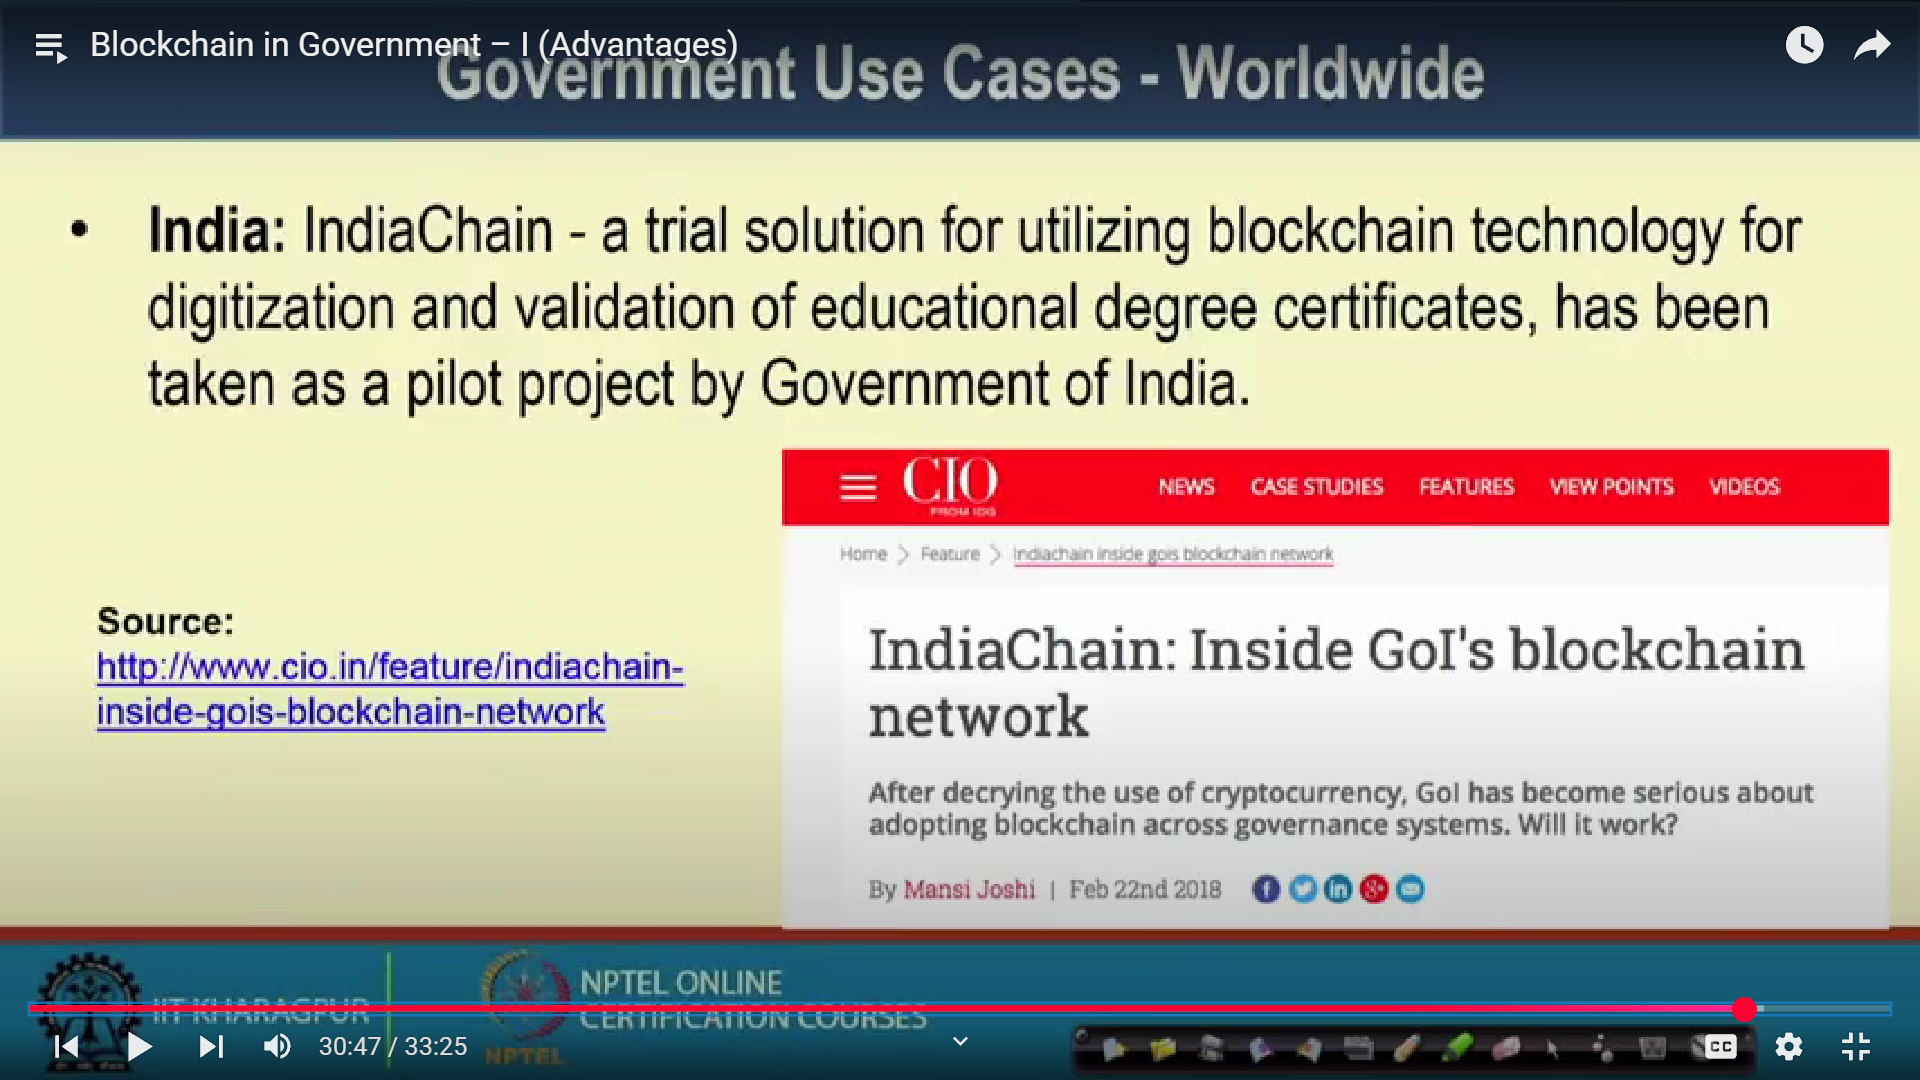 Blockchain in Government – I (Advantages)
Government Use Cases - Worldwide
• India: IndiaChain - a trial solution for utilizing blockchain technology for
digitization and validation of educational degree certificates, has been
taken as a pilot project by Government of India.
CIO
FROM IDG
NEWS CASE STUDIES FEATURES VIEW POINTS VIDEOS
Home > Feature > Indiachain inside gois blockchain network
IndiaChain: Inside GoI's blockchain
network
After decrying the use of cryptocurrency, GoI has become serious about
adopting blockchain across governance systems. Will it work?
By Mansi Joshi | Feb 22nd 2018
Source:
http://www.cio.in/feature/indiachain-
inside-gois-blockchain-network
IIT KHARAGPUR
NPTEL ONLINE
CERTIFICATION COURSES
NPTEL
30:47 / 33:25
CC